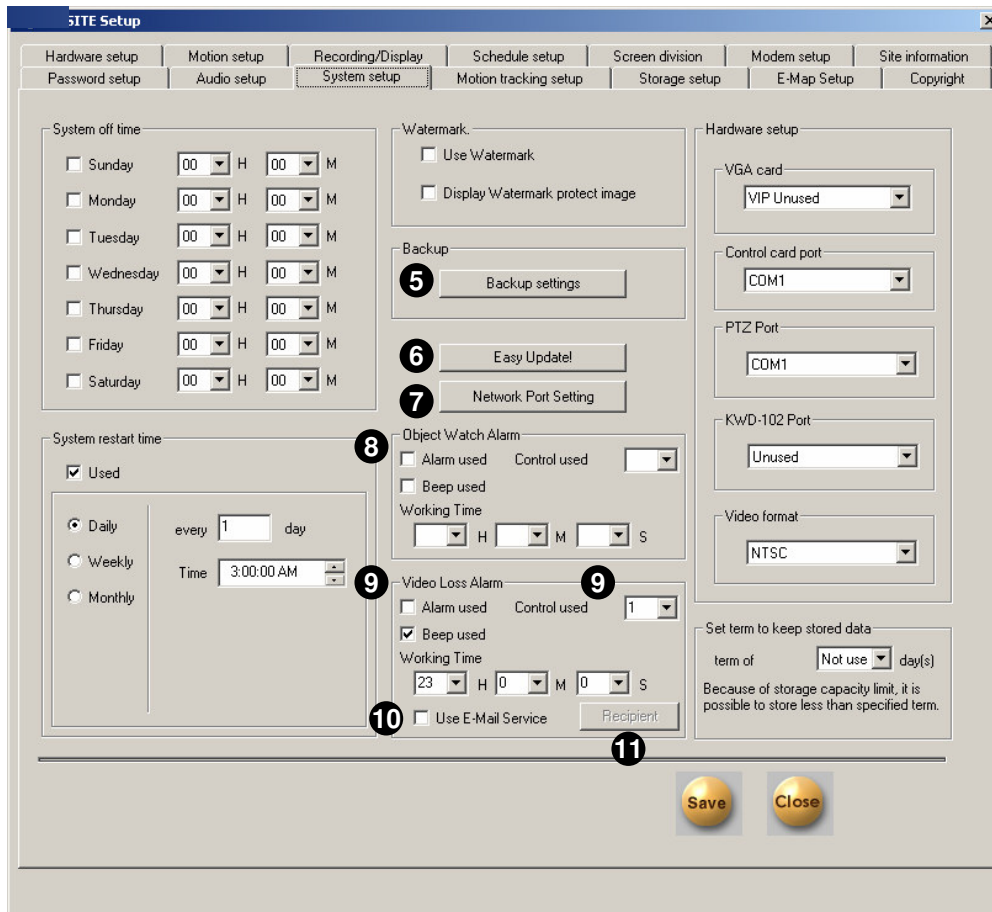 SITE Setup
Hardware setup
Motion setup
Recording/Display
Schedule setup
Screen division
Modem setup
Site information
Password setup
Audio setup
System setup
Motion tracking setup
Storage setup
E-Map Setup
Copyright
System off time
Sunday 00 H 00 M
Monday 00 H 00 M
Tuesday 00 H 00 M
Wednesday 00 H 00 M
Thursday 00 H 00 M
Friday 00 H 00 M
Saturday 00 H 00 M
System restart time
Used
Daily
Weekly
Monthly
every 1 day
Time 3:00:00 AM
Watermark.
Use Watermark
Display Watermark protect image
Backup
5 Backup settings
6 Easy Update!
7 Network Port Setting
8 Object Watch Alarm
Alarm used Control used
Beep used
Working Time
H M S
9 Video Loss Alarm 9
Alarm used Control used 1
Beep used
Working Time
23 H 0 M 0 S
10 Use E-Mail Service Recipient
11
Hardware setup
VGA card
VIP Unused
Control card port
COM1
PTZ Port
COM1
KWD-102 Port
Unused
Video format
NTSC
Set term to keep stored data
term of Not use day(s)
Because of storage capacity limit, it is
possible to store less than specified term.
Save
Close